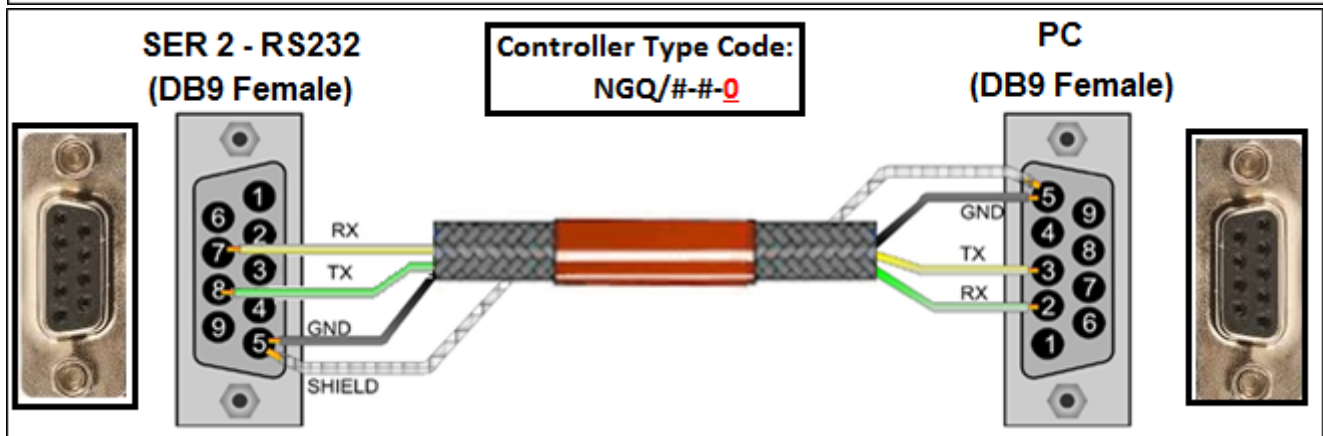 SER 2 - RS232
(DB9 Female)
Controller Type Code:
NGQ/#-#-0
PC
(DB9 Female)
1
6
2
7
3
8
4
9
5
RX
TX
GND
SHIELD
GND
TX
RX
5
9
4
8
3
7
2
6
1